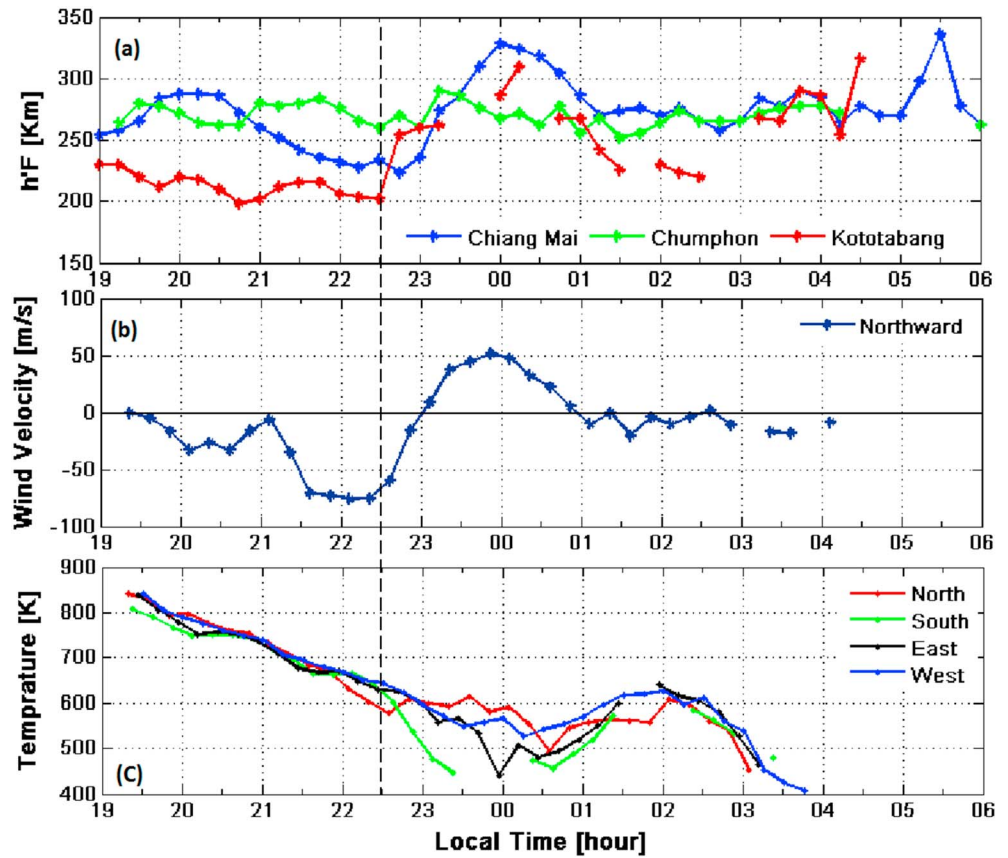 350
(a)
300
h'F [Km]
250
200
150
Chiang Mai Chumphon Kototabang
19 20 21 22 23 00 01 02 03 04 05 06
100
(b)
Northward
50
Wind Velocity [m/s]
0
-50
-100
19 20 21 22 23 00 01 02 03 04 05 06
900
North
800
South
East
700
West
Temprature [K]
600
500
(C)
400
19 20 21 22 23 00 01 02 03 04 05 06
Local Time [hour]